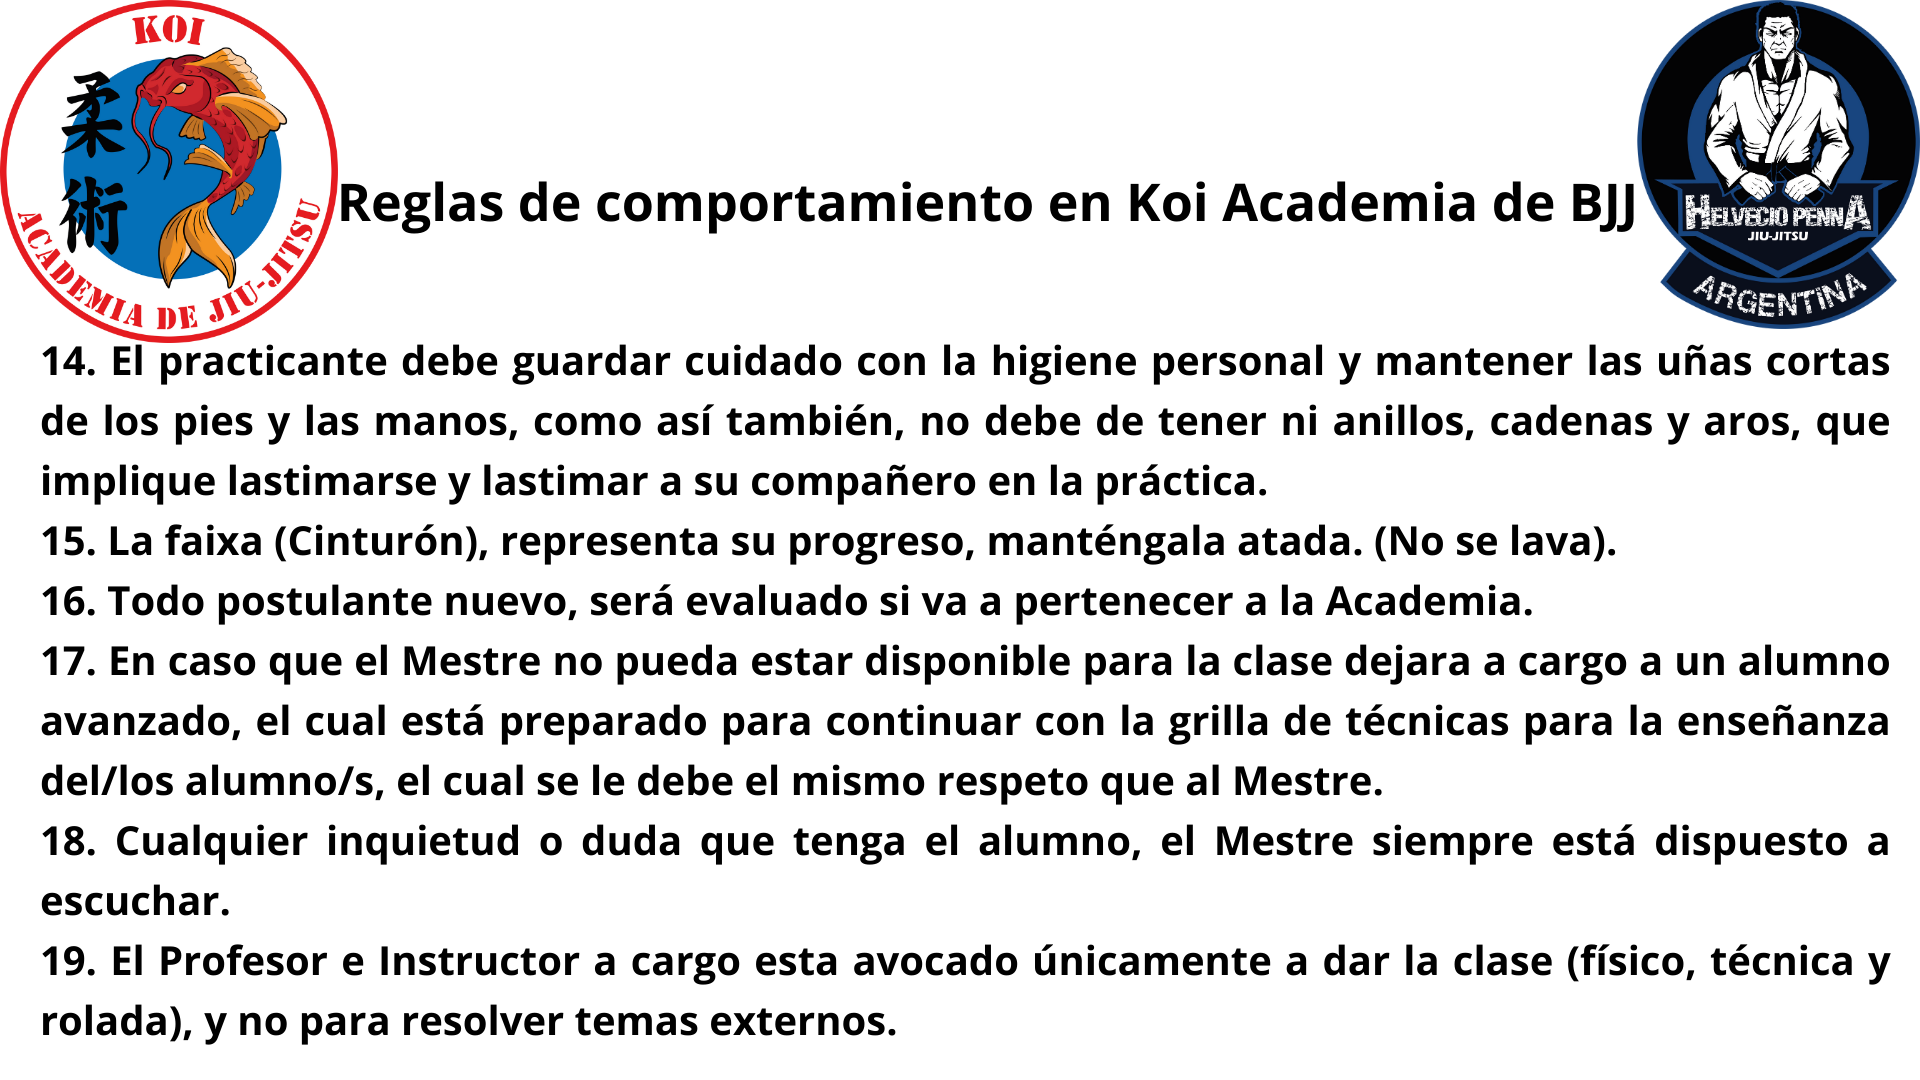 KOI
柔術
ACADEMIA DE JIU-JITSU
HELVECIO PENNA
JIU-JITSU
ARGENTINA
Reglas de comportamiento en Koi Academia de BJJ
14. El practicante debe guardar cuidado con la higiene personal y mantener las uñas cortas
de los pies y las manos, como así también, no debe de tener ni anillos, cadenas y aros, que
implique lastimarse y lastimar a su compañero en la práctica.
15. La faixa (Cinturón), representa su progreso, manténgala atada. (No se lava).
16. Todo postulante nuevo, será evaluado si va a pertenecer a la Academia.
17. En caso que el Mestre no pueda estar disponible para la clase dejara a cargo a un alumno
avanzado, el cual está preparado para continuar con la grilla de técnicas para la enseñanza
del/los alumno/s, el cual se le debe el mismo respeto que al Mestre.
18. Cualquier inquietud o duda que tenga el alumno, el Mestre siempre está dispuesto a
escuchar.
19. El Profesor e Instructor a cargo esta avocado únicamente a dar la clase (físico, técnica y
rolada), y no para resolver temas externos.